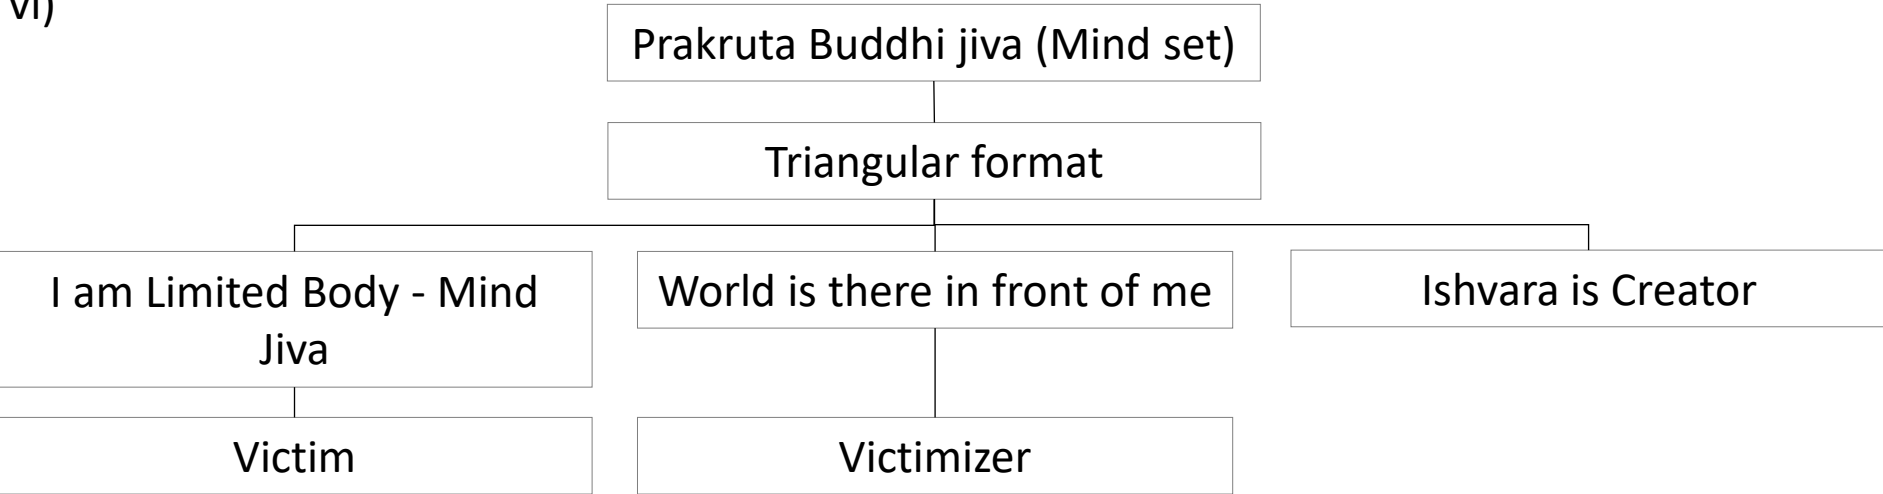 vi)
Prakruta Buddhi jiva (Mind set)
Triangular format
I am Limited Body - Mind
Jiva
World is there in front of me
Ishvara is Creator
Victim
Victimizer